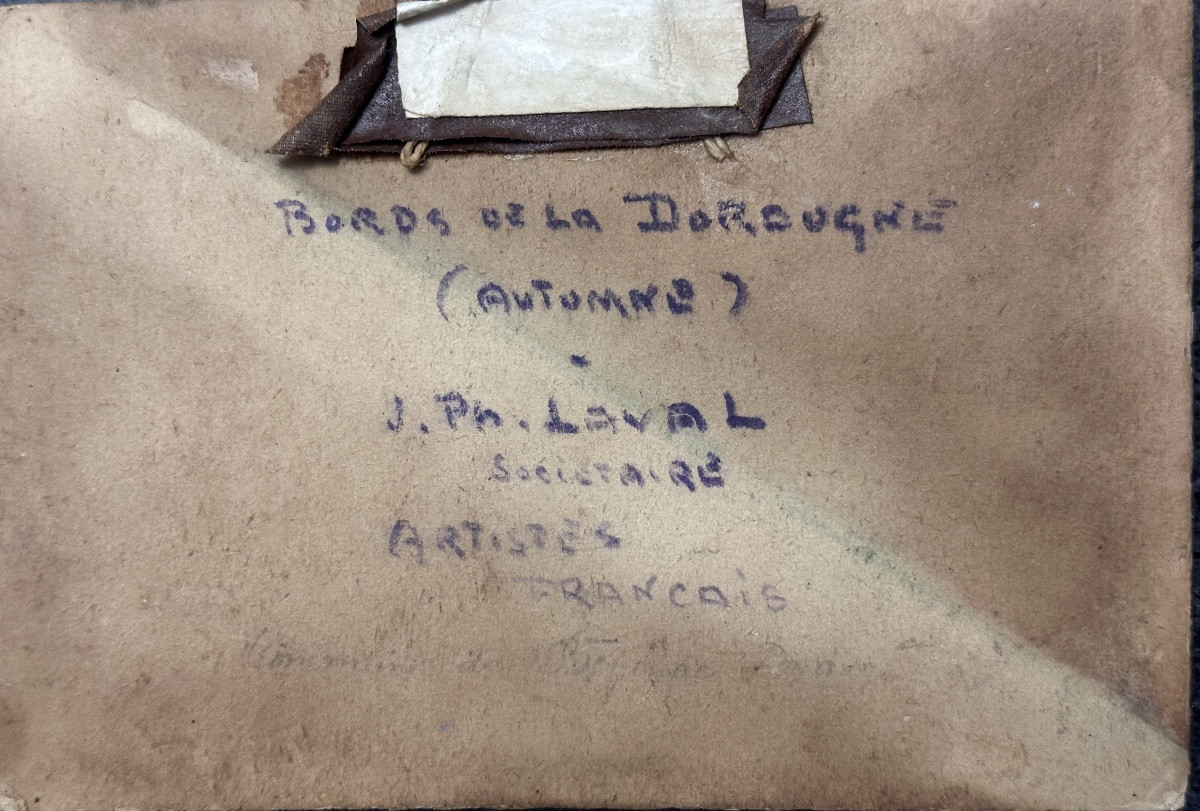 BORDS DE LA DORDOGNE
(AUTOMNE)
-
J. Ph. LAVAL
SOCIETAIRE
ARTISTES
FRANCAIS